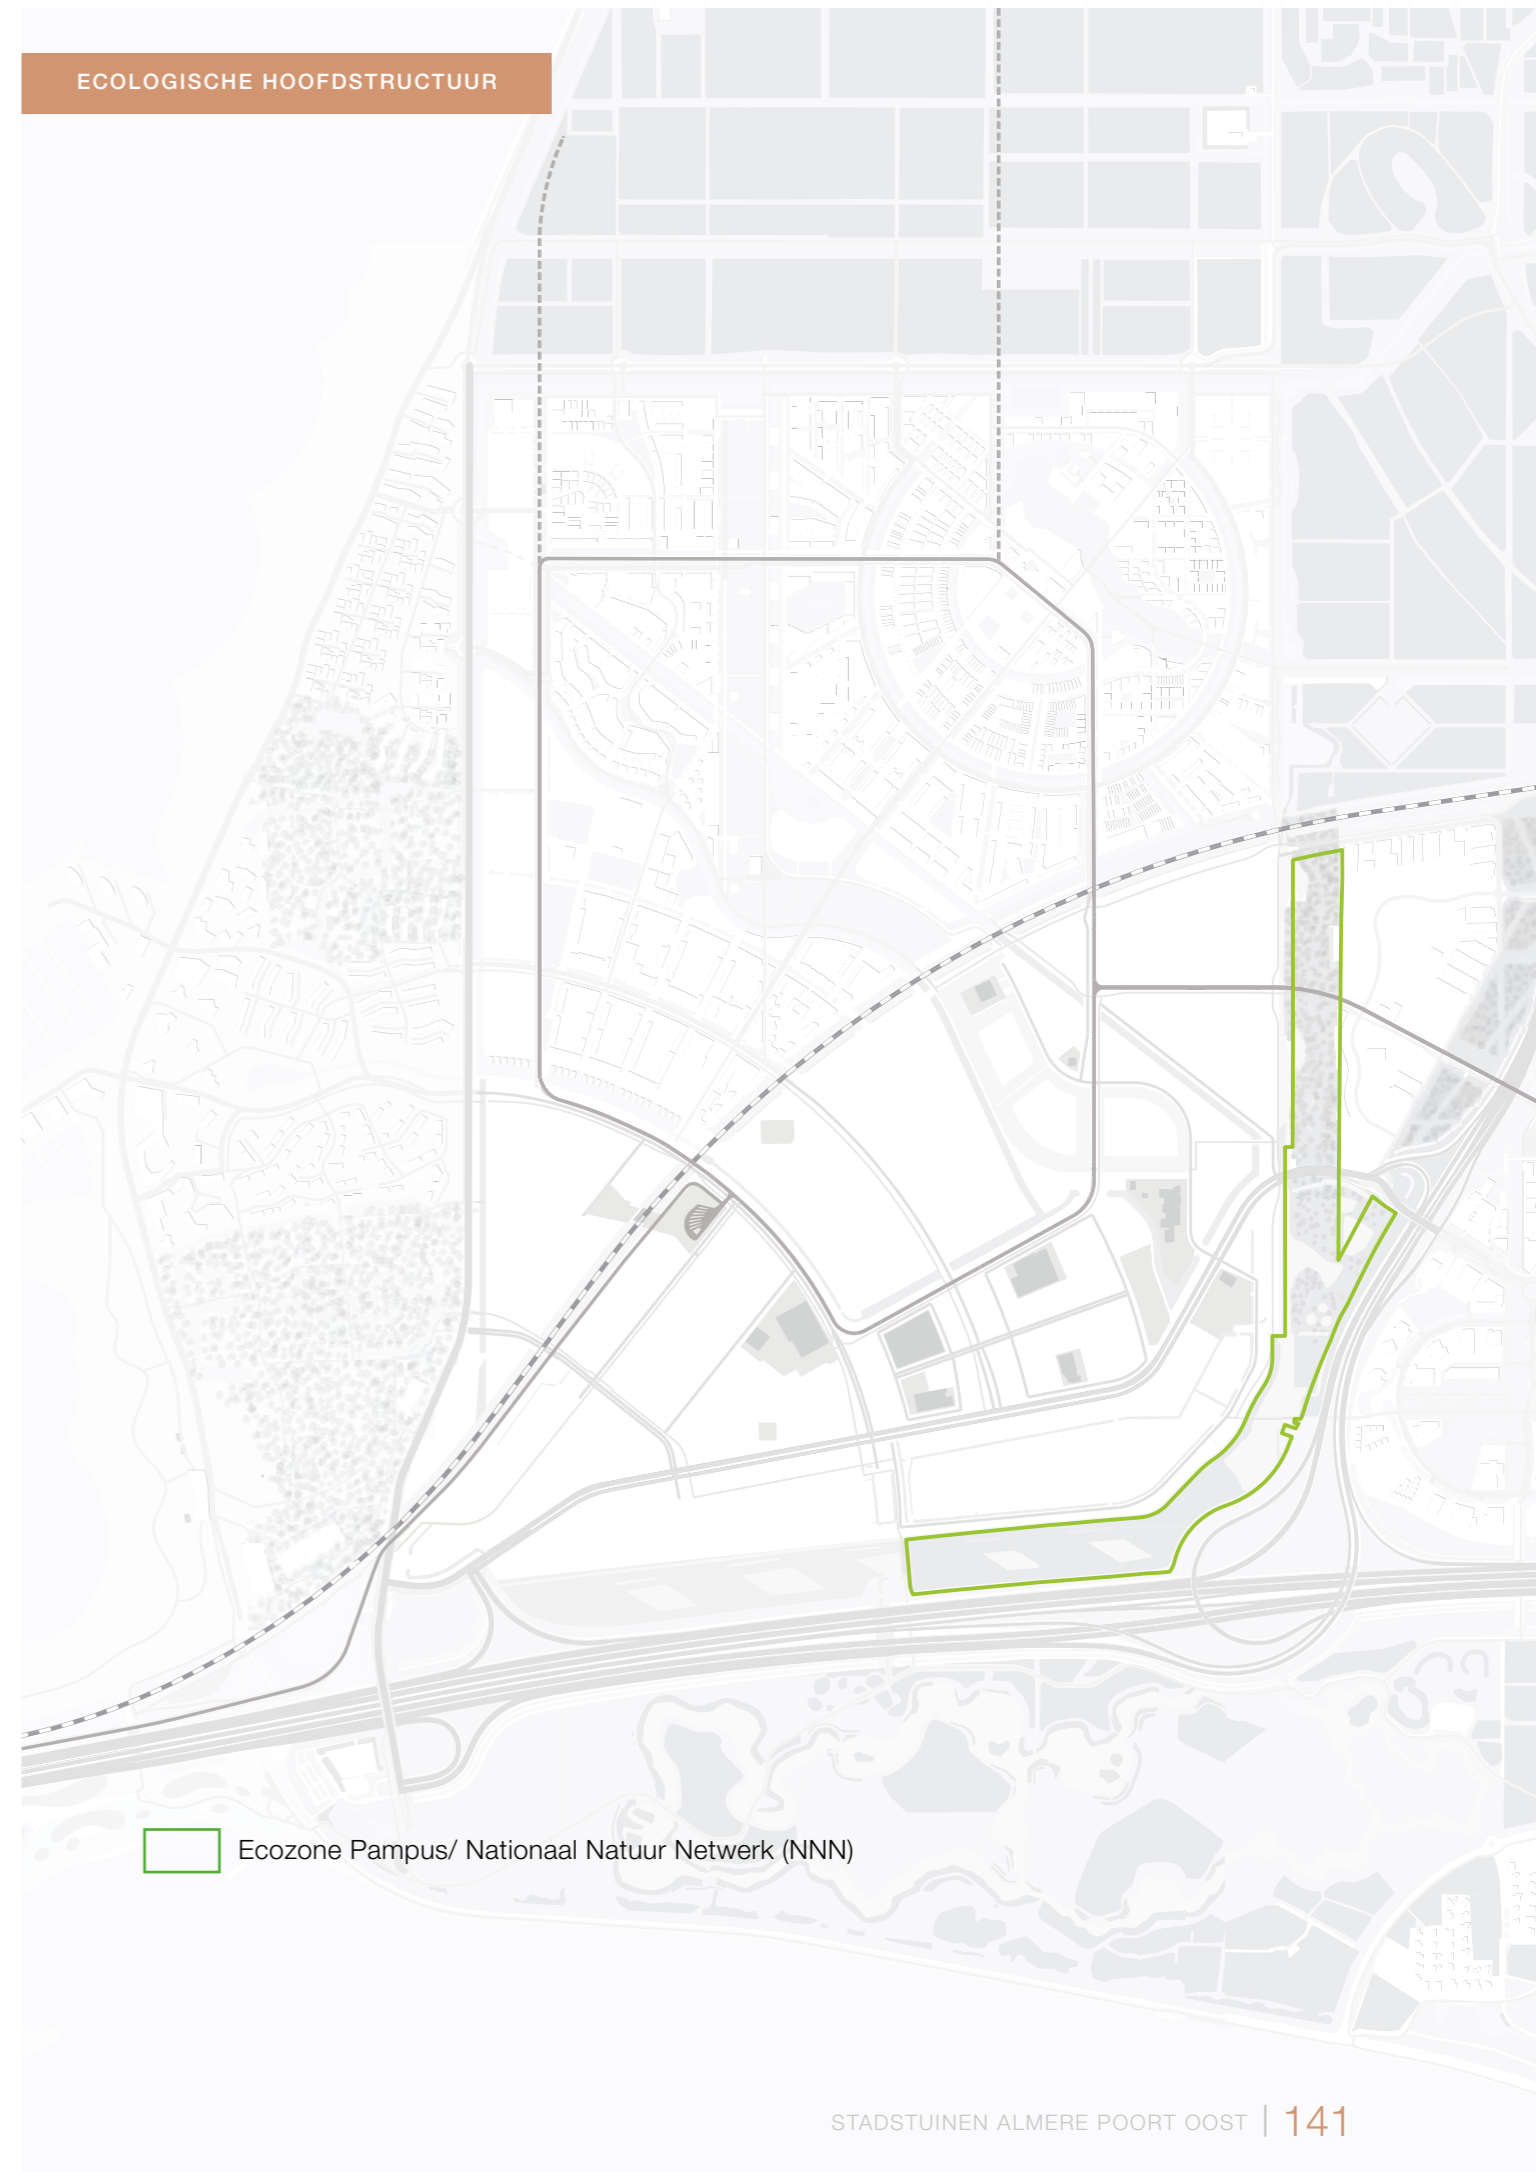 ECOLOGISCHE HOOFDSTRUCTUUR
Ecozone Pampus/ Nationaal Natuur Netwerk (NNN)
STADSTUINEN ALMERE POORT OOST | 141